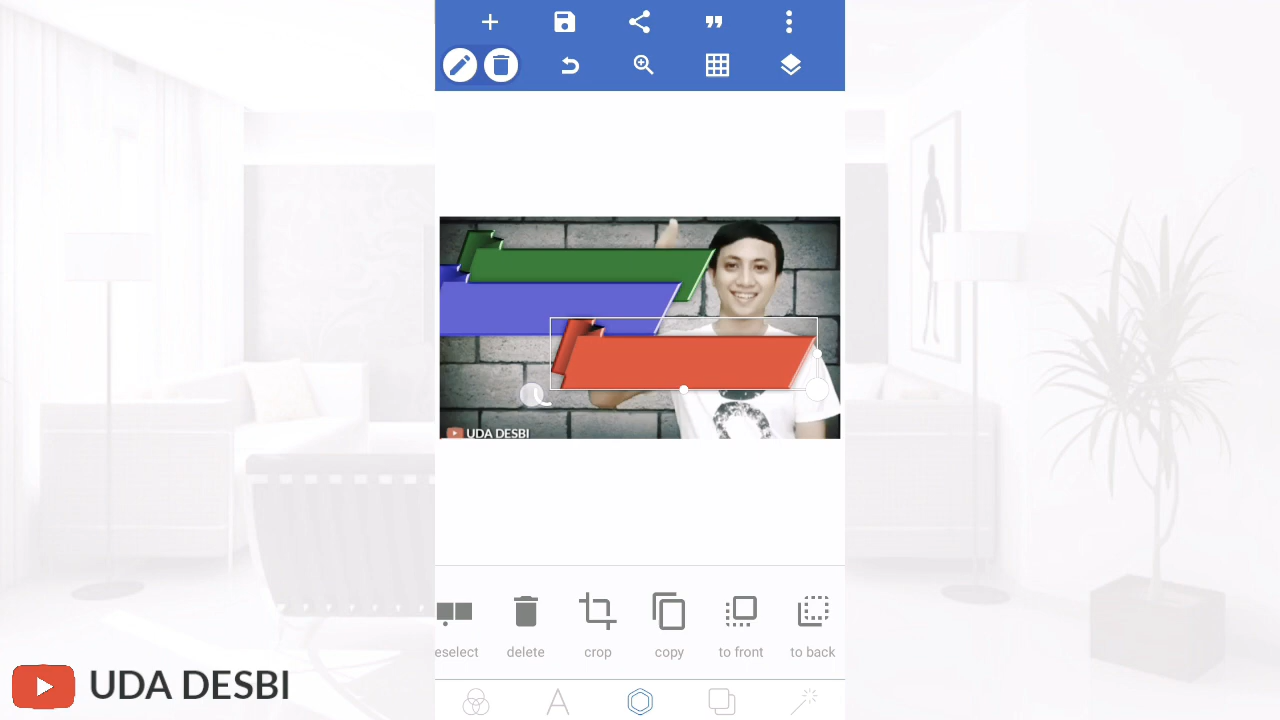 UDA DESBI
eselect
delete
crop
copy
to front
to back
UDA DESBI